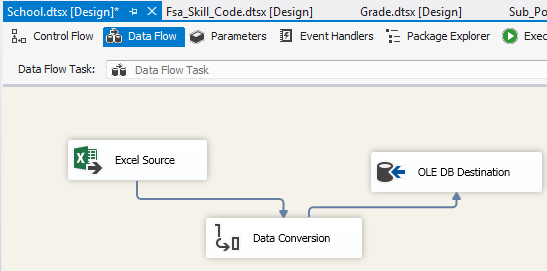 School.dtsx [Design]* Fsa_Skill_Code.dtsx [Design] Grade.dtsx [Design] Sub_Po
Control Flow Data Flow Parameters Event Handlers Package Explorer Exec
Data Flow Task: Data Flow Task
Excel Source
OLE DB Destination
Data Conversion